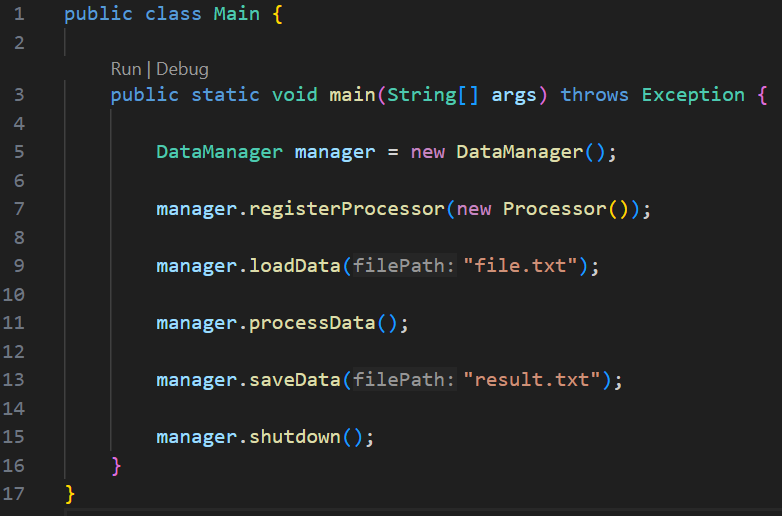 1 public class Main {
2
Run | Debug
3 public static void main(String[] args) throws Exception {
4
5 DataManager manager = new DataManager();
6
7 manager.registerProcessor(new Processor());
8
9 manager.loadData(filePath: "file.txt");
10
11 manager.processData();
12
13 manager.saveData(filePath: "result.txt");
14
15 manager.shutdown();
16 }
17 }